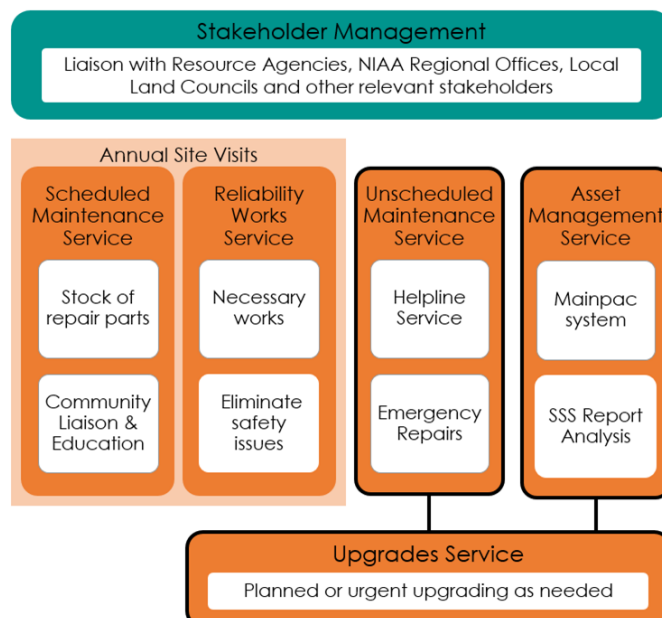 Stakeholder Management
Liaison with Resource Agencies, NIAA Regional Offices, Local
Land Councils and other relevant stakeholders
Annual Site Visits
Scheduled
Maintenance
Service
Stock of
repair parts
Community
Liaison &
Education
Reliability
Works
Service
Necessary
works
Eliminate
safety
issues
Unscheduled
Maintenance
Service
Helpline
Service
Emergency
Repairs
Asset
Management
Service
Mainpac
system
SSS Report
Analysis
Upgrades Service
Planned or urgent upgrading as needed